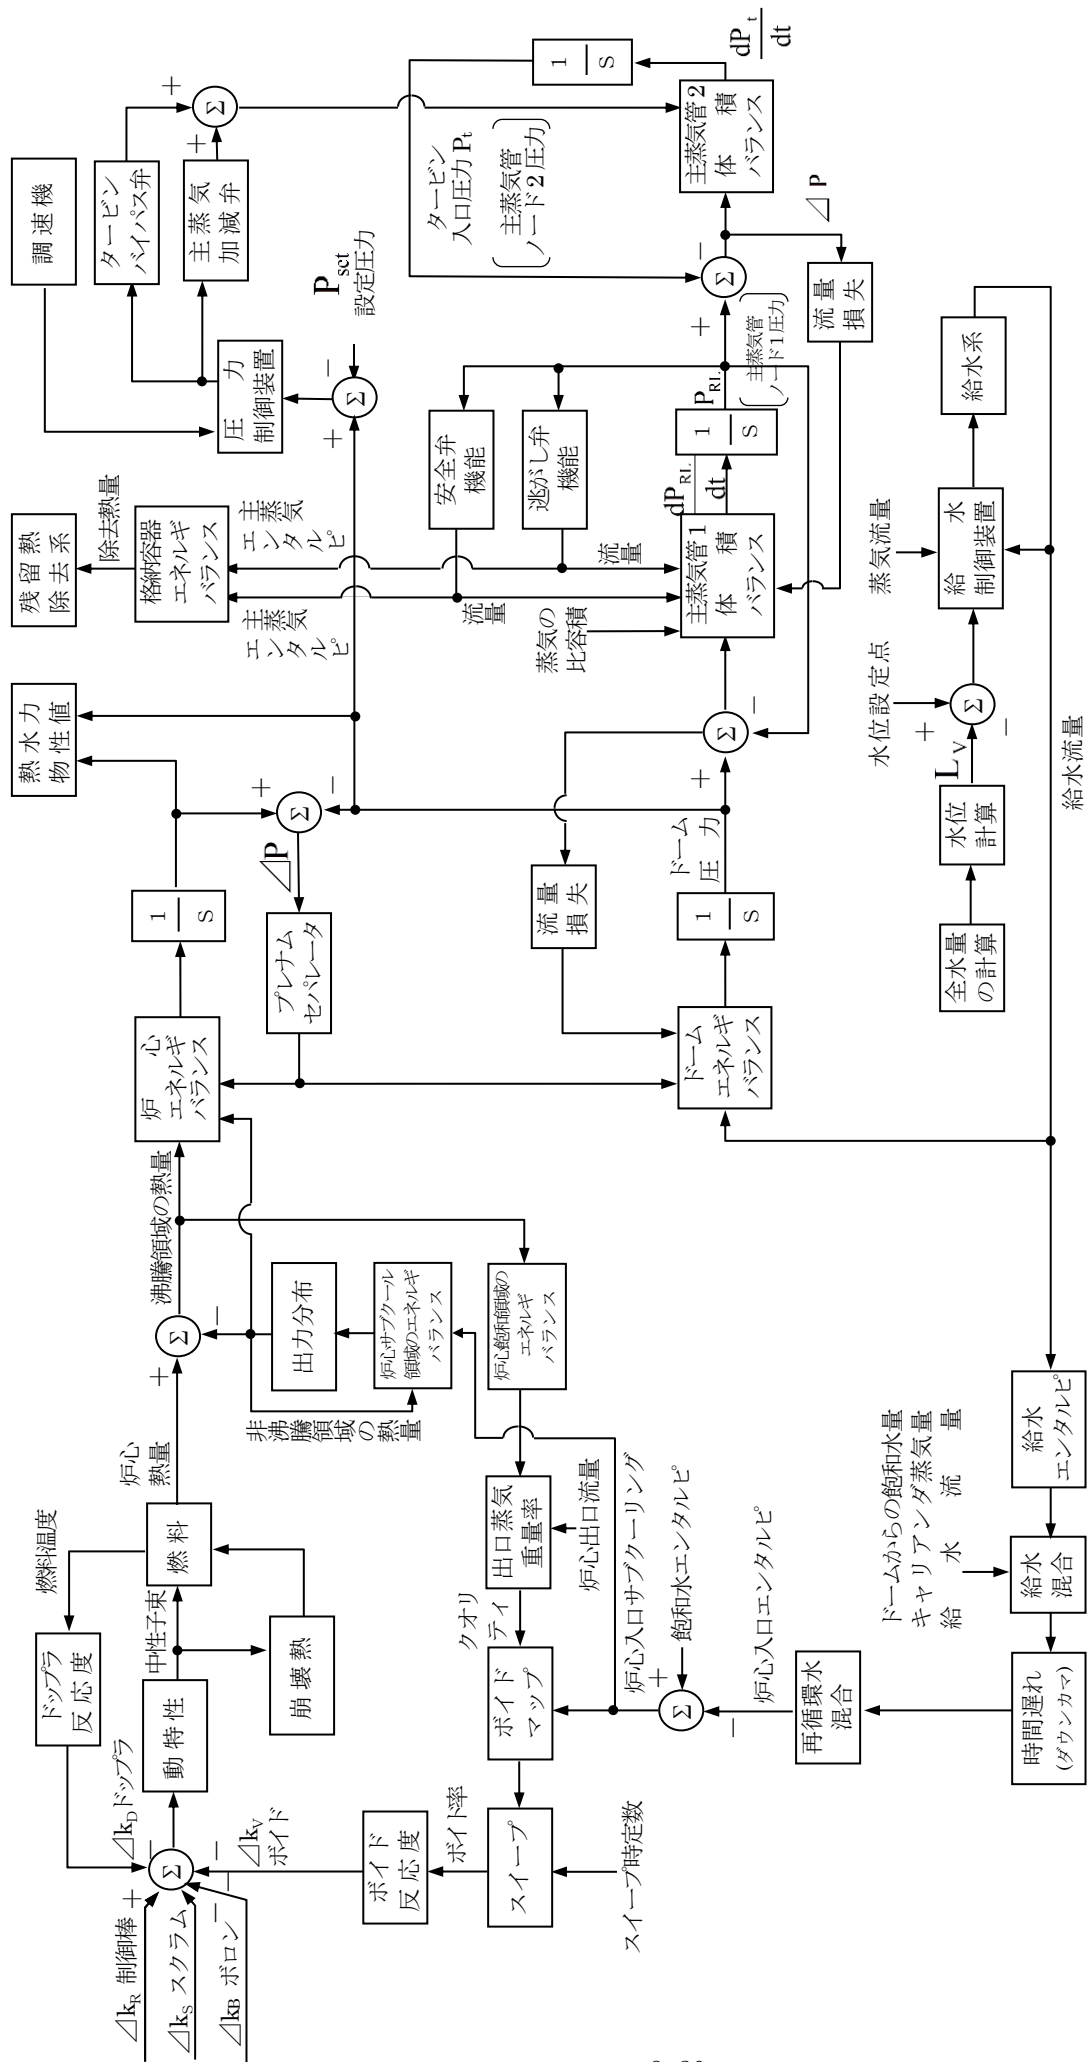 ⊿kR 制御棒
⊿kS スクラム
⊿kB ボロン
⊿kD ドップラ
⊿kV
ボイド
+
−
−
−
−
Σ
ドップラ
反応度
燃料温度
動特性
中性子束
燃料
崩壊熱
炉心
熱量
+
−
Σ
沸騰領域の熱量
炉心
エネルギ
バランス
1
S
熱水力
物性値
+
−
Σ
⊿P
プレナム
セパレータ
出力分布
炉心サブクール
領域のエネルギ
バランス
非沸騰領域の熱量
炉心飽和領域の
エネルギ
バランス
出口蒸気
重量率
炉心出口流量
クオリ
ティ
ボイド
マップ
スイープ
スイープ時定数
ボイド率
ボイド
反応度
炉心入口サブクーリング
飽和水エンタルピ
+
−
Σ
炉心入口エンタルピ
再循環水
混合
時間遅れ
(ダウンカマ)
給水
混合
ドームからの飽和水量
キャリアンダ蒸気量
給水流量
給水
エンタルピ
給水流量
ドーム
エネルギ
バランス
1
S
ドーム
圧力
流量
損失
+
−
Σ
主蒸気管1
体積
バランス
蒸気の
比容積
流量
流量
dPRL
dt
1
S
PRL
主蒸気管
ノード1圧力
安全弁
機能
逃がし弁
機能
主蒸気
エンタルピ
主蒸気
エンタルピ
格納容器
エネルギ
バランス
除去熱量
残留熱
除去系
+
−
Σ
Pset
設定圧力
圧力
制御装置
調速機
タービン
バイパス弁
主蒸気
加減弁
+
+
Σ
+
−
Σ
流量
損失
⊿P
主蒸気管2
体積
バランス
dPt
dt
1
S
タービン
入口圧力Pt
主蒸気管
ノード2圧力
全水量
の計算
水位
計算
LV
水位設定点
+
−
Σ
給水
制御装置
蒸気流量
給水系